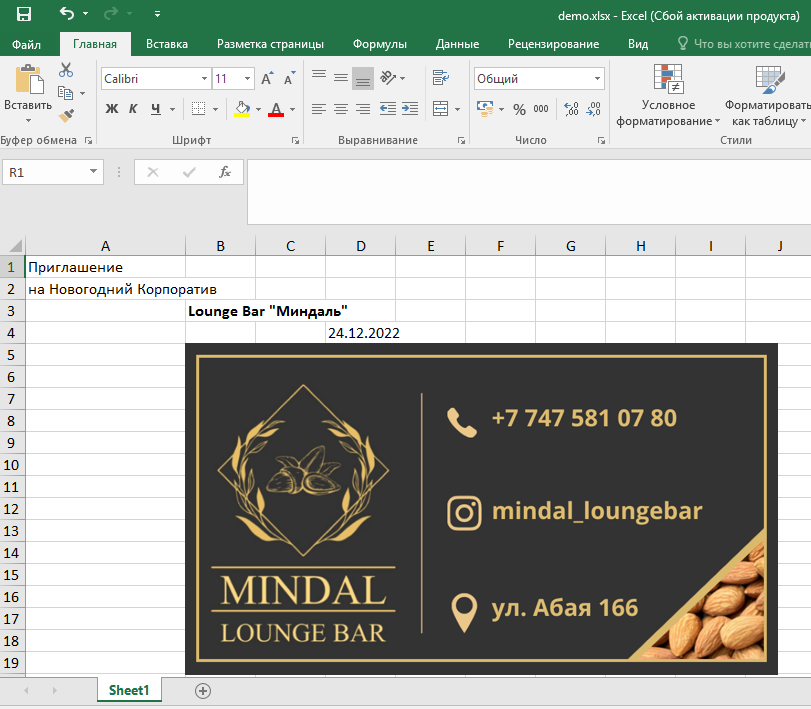 demo.xlsx - Excel (Сбой активации продукта)
Файл Главная Вставка Разметка страницы Формулы Данные Рецензирование Вид Что вы хотите сделать
Calibri 11 Общий
Вставить Ж К Ч А % 000 Условное форматирование Форматировать как таблицу
Буфер обмена Шрифт Выравнивание Число Стили
R1 fx
A B C D E F G H I J
1 Приглашение
2 на Новогодний Корпоратив
3 Lounge Bar "Миндаль"
4 24.12.2022
5
6
7
8
9
10
11
12
13
14
15
16
17
18
19
+7 747 581 07 80
mindal_loungebar
ул. Абая 166
MINDAL
LOUNGE BAR
Sheet1